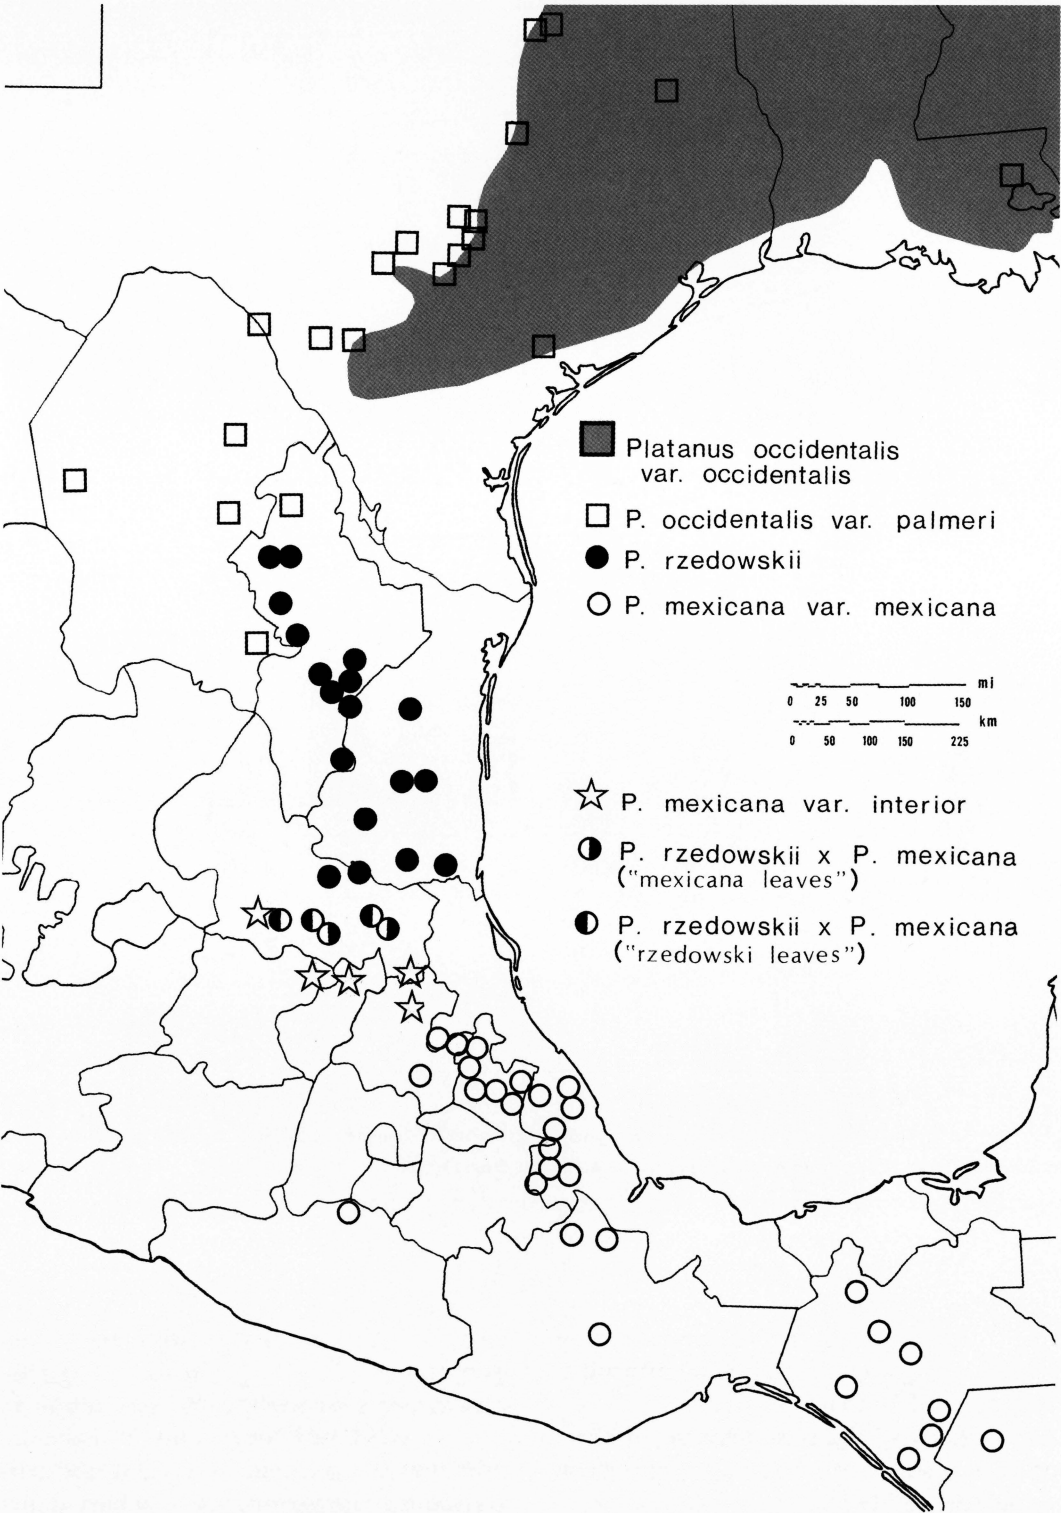 Platanus occidentalis
var. occidentalis
P. occidentalis var. palmeri
P. rzedowskii
P. mexicana var. mexicana
mi
0 25 50 100 150
km
0 50 100 150 225
P. mexicana var. interior
P. rzedowskii x P. mexicana
("mexicana leaves")
P. rzedowskii x P. mexicana
("rzedowski leaves")